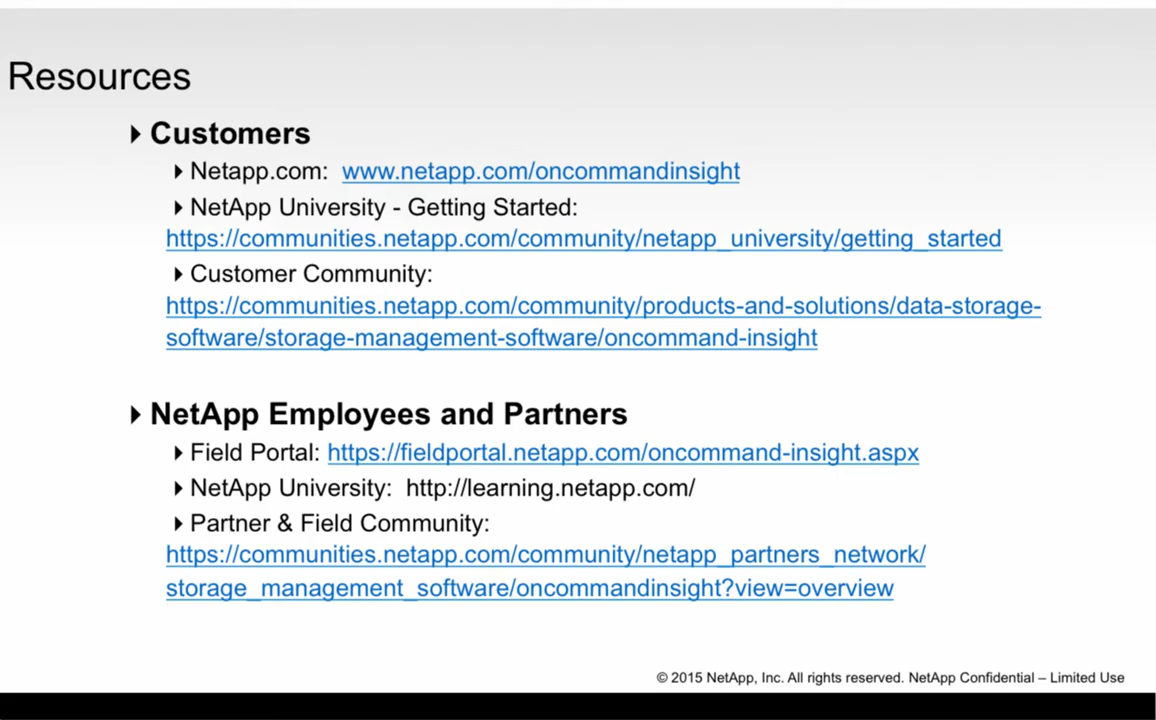 Resources
Customers
Netapp.com: www.netapp.com/oncommandinsight
NetApp University - Getting Started:
https://communities.netapp.com/community/netapp_university/getting_started
Customer Community:
https://communities.netapp.com/community/products-and-solutions/data-storage-
software/storage-management-software/oncommand-insight
NetApp Employees and Partners
Field Portal: https://fieldportal.netapp.com/oncommand-insight.aspx
NetApp University: http://learning.netapp.com/
Partner & Field Community:
https://communities.netapp.com/community/netapp_partners_network/
storage_management_software/oncommandinsight?view=overview
© 2015 NetApp, Inc. All rights reserved. NetApp Confidential – Limited Use